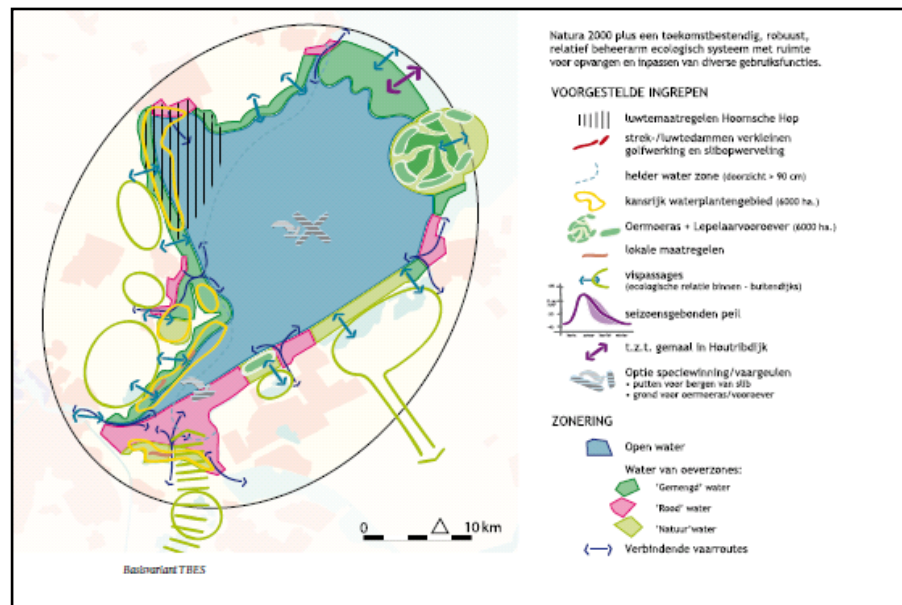 Natura 2000 plus een toekomstbestendig, robuust,
relatief beheerarm ecologisch systeem met ruimte
voor opvangen en inpassen van diverse gebruiksfuncties.
VOORGESTELDE INGREPEN
luwtemaatregelen Hoornsche Hop
strek-/luwtedammen verkleinen
golfwerking en slibopwerveling
helder water zone (doorzicht > 90 cm)
kansrijk waterplantengebied (6000 ha.)
Oermoeras + Lepelaarvooroever (6000 ha.)
lokale maatregelen
vispassages
(ecologische relatie binnen - buitendijks)
seizoensgebonden peil
t.z.t. gemaal in Houtribdijk
Optie speciewinning/vaargeulen
• putten voor bergen van slib
• grond voor oermoeras/vooroever
ZONERING
Open water
Water van oeverzones:
'Gemengd' water
'Rood' water
'Natuur'water
Verbindende vaarroutes
0 10 km
Basisvariant TBES